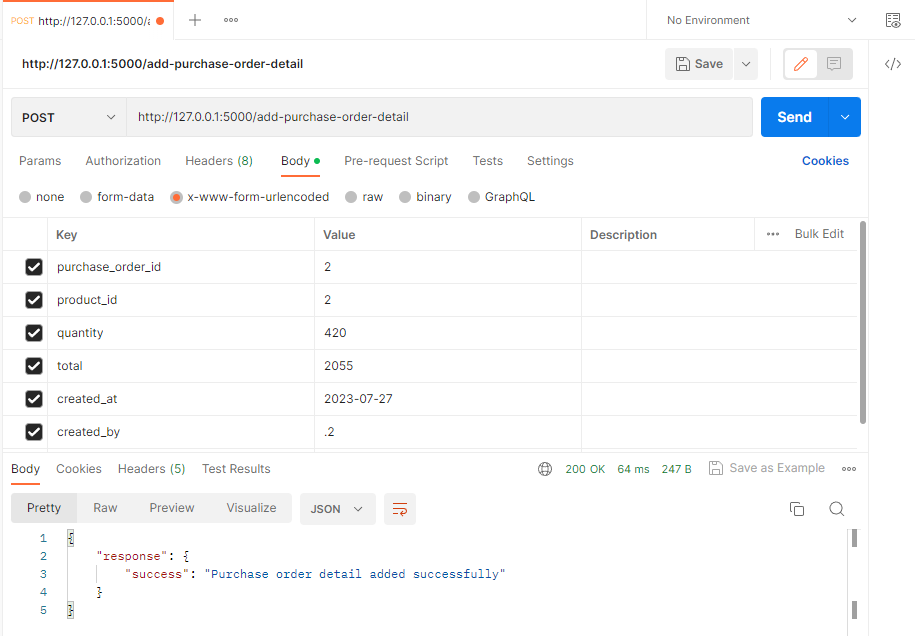 POST http://127.0.0.1:5000/a
No Environment
http://127.0.0.1:5000/add-purchase-order-detail
Save
POST http://127.0.0.1:5000/add-purchase-order-detail Send
Params Authorization Headers (8) Body Pre-request Script Tests Settings Cookies
none form-data x-www-form-urlencoded raw binary GraphQL
Key Value Description Bulk Edit
purchase_order_id 2
product_id 2
quantity 420
total 2055
created_at 2023-07-27
created_by .2
Body Cookies Headers (5) Test Results 200 OK 64 ms 247 B Save as Example
Pretty Raw Preview Visualize JSON
1 {
2 "response": {
3 "success": "Purchase order detail added successfully"
4 }
5 }